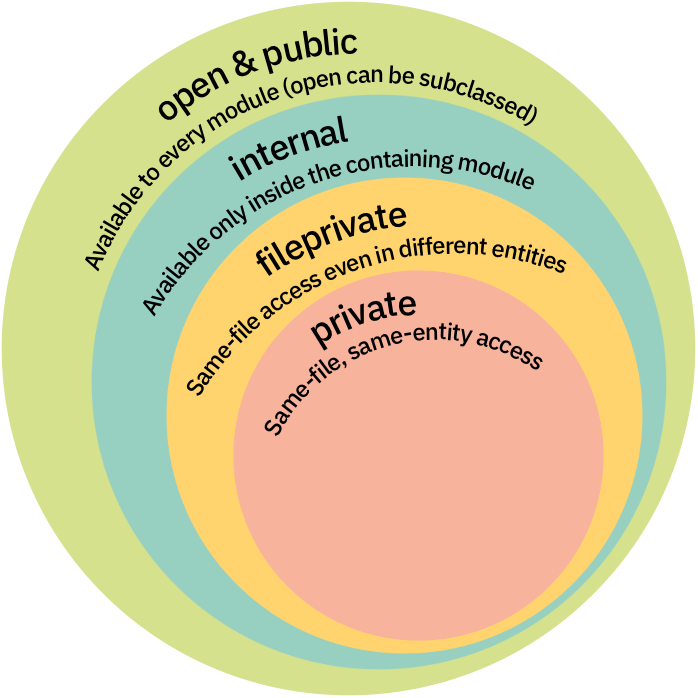 open & public
Available to every module (open can be subclassed)
internal
Available only inside the containing module
fileprivate
Same-file access even in different entities
private
Same-file, same-entity access